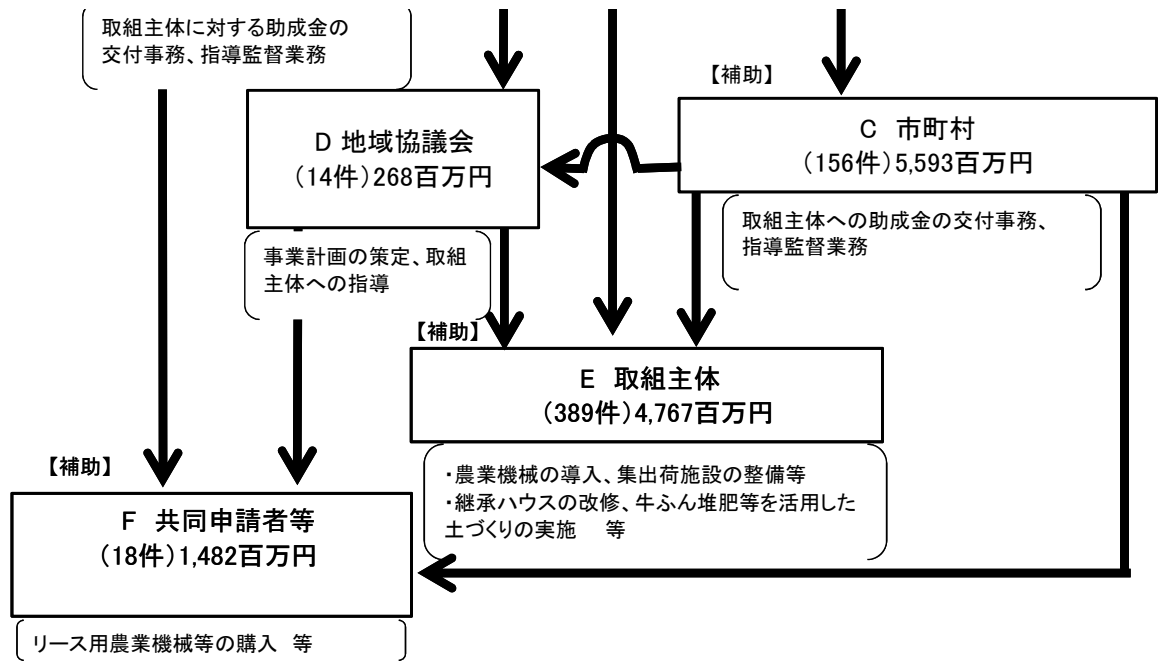 取組主体に対する助成金の
交付事務、指導監督業務
【補助】
D 地域協議会
(14件)268百万円
C 市町村
(156件)5,593百万円
事業計画の策定、取組
主体への指導
取組主体への助成金の交付事務、
指導監督業務
【補助】
E 取組主体
(389件)4,767百万円
・農業機械の導入、集出荷施設の整備等
・継承ハウスの改修、牛ふん堆肥等を活用した
土づくりの実施 等
【補助】
F 共同申請者等
(18件)1,482百万円
リース用農業機械等の購入 等